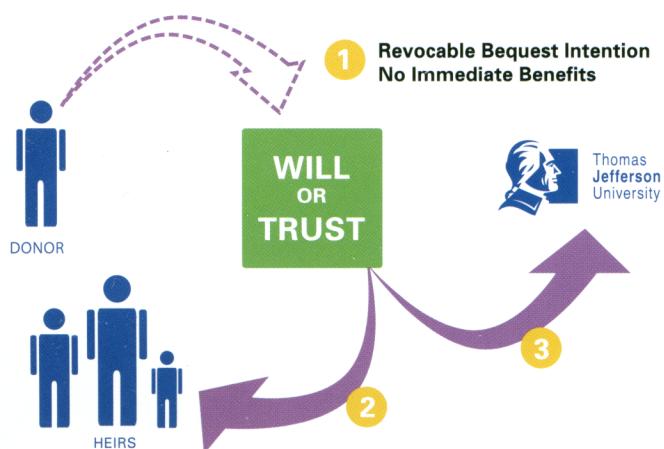 1
Revocable Bequest Intention
No Immediate Benefits
WILL
OR
TRUST
Thomas
Jefferson
University
DONOR
3
2
HEIRS